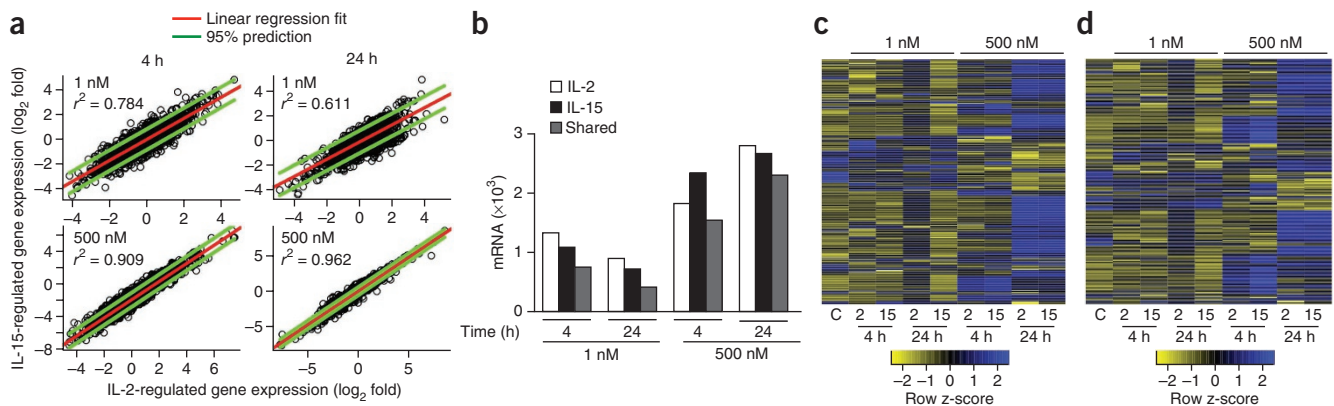 a
Linear regression fit
95% prediction
4 h
24 h
IL-15-regulated gene expression (log2 fold)
1 nM
r2 = 0.784
4
2
0
−2
−4
−4 −2 0 2 4
1 nM
r2 = 0.611
4
2
0
−2
−4
−4 −2 0 2 4
500 nM
r2 = 0.909
6
4
0
−4
−8
−4 −2 0 2 4 6
500 nM
r2 = 0.962
5
0
−5
−5 0 5
IL-2-regulated gene expression (log2 fold)
b
IL-2
IL-15
Shared
mRNA (×10³)
3
2
1
0
Time (h) 4 24 4 24
1 nM 500 nM
c
1 nM 500 nM
C 2 15 2 15 2 15 2 15
4 h 24 h 4 h 24 h
−2 −1 0 1 2
Row z-score
d
1 nM 500 nM
C 2 15 2 15 2 15 2 15
4 h 24 h 4 h 24 h
−2 −1 0 1 2
Row z-score